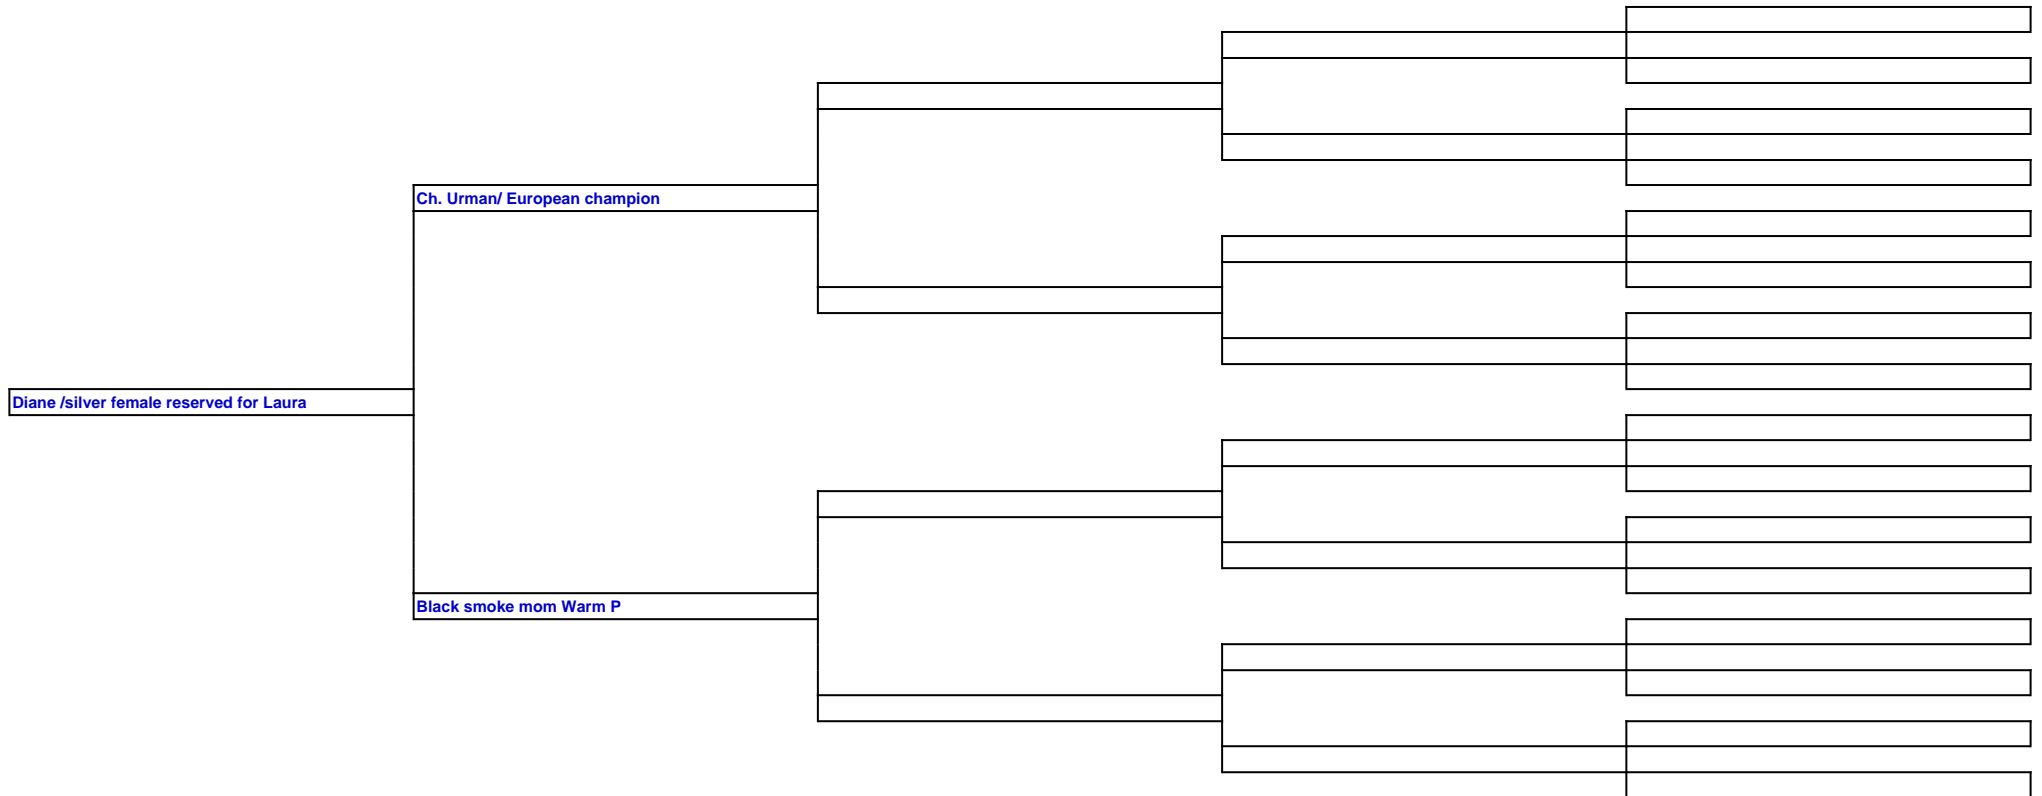 Ch. Urman/ European champion
Diane /silver female reserved for Laura
Black smoke mom Warm P